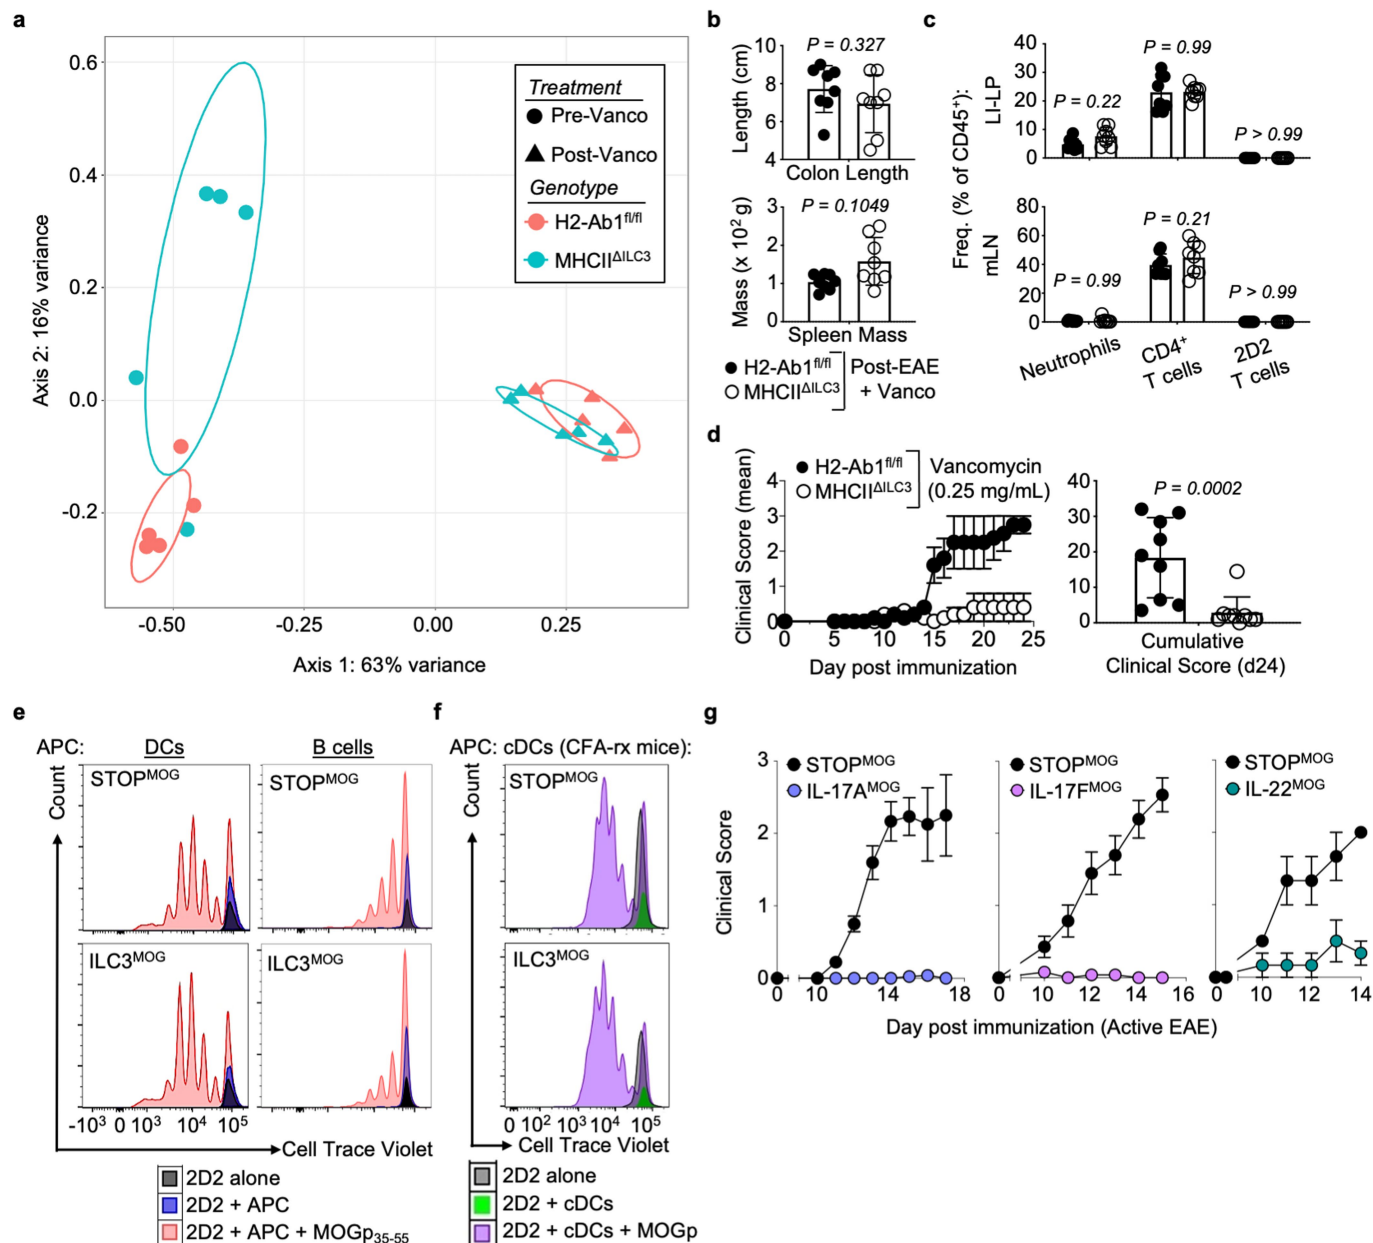 a
0.6
0.4
0.2
0.0
-0.2
Axis 2: 16% variance
-0.50
-0.25
0.00
0.25
Axis 1: 63% variance
Treatment
Pre-Vanco
Post-Vanco
Genotype
H2-Ab1fl/fl
MHCIIΔILC3
b
P = 0.327
10
8
6
4
Length (cm)
Colon Length
P = 0.1049
3
2
1
0
Mass (x 10² g)
Spleen Mass
H2-Ab1fl/fl
MHCIIΔILC3
Post-EAE
+ Vanco
c
Freq. (% of CD45⁺):
LI-LP
40
30
20
10
0
P = 0.22
P = 0.99
P > 0.99
mLN
80
60
40
20
0
P = 0.99
P = 0.21
P > 0.99
Neutrophils
CD4⁺
T cells
2D2
T cells
d
H2-Ab1fl/fl
MHCIIΔILC3
Vancomycin
(0.25 mg/mL)
Clinical Score (mean)
4
3
2
1
0
0
5
10
15
20
25
Day post immunization
40
30
20
10
0
P = 0.0002
Cumulative
Clinical Score (d24)
e
APC:
DCs
B cells
Count
STOPMOG
STOPMOG
ILC3MOG
ILC3MOG
-10³ 0 10³ 10⁴ 10⁵
Cell Trace Violet
2D2 alone
2D2 + APC
2D2 + APC + MOGp35-55
f
APC: cDCs (CFA-rx mice):
Count
STOPMOG
ILC3MOG
0 10² 10³ 10⁴ 10⁵
Cell Trace Violet
2D2 alone
2D2 + cDCs
2D2 + cDCs + MOGp
g
Clinical Score
3
2
1
0
STOPMOG
IL-17AMOG
0 10 14 18
STOPMOG
IL-17FMOG
0 10 12 14 16
STOPMOG
IL-22MOG
0 10 12 14
Day post immunization (Active EAE)